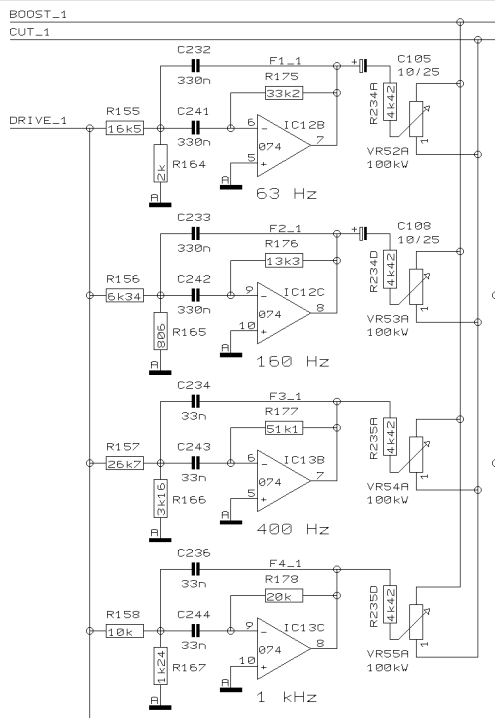 BOOST_1
CUT_1
C232
330n
F1_1
R175
33k2
C105
10/25
R234A
4k42
R155
16k5
C241
330n
DRIVE_1
6
-
IC12B
7
074
5
+
A
VR52A
100kW
1
2k
R164
A
63 Hz
C233
330n
F2_1
R176
13k3
C108
10/25
R234D
4k42
R156
6k34
C242
330n
9
-
IC12C
8
074
10
+
A
VR53A
100kW
1
806
R165
A
160 Hz
C234
33n
F3_1
R177
51k1
R235A
4k42
R157
26k7
C243
33n
6
-
IC13B
7
074
5
+
A
VR54A
100kW
1
3k16
R166
A
400 Hz
C236
33n
F4_1
R178
20k
R235D
4k42
R158
10k
C244
33n
9
-
IC13C
8
074
10
+
A
VR55A
100kW
1
1k24
R167
A
1 kHz